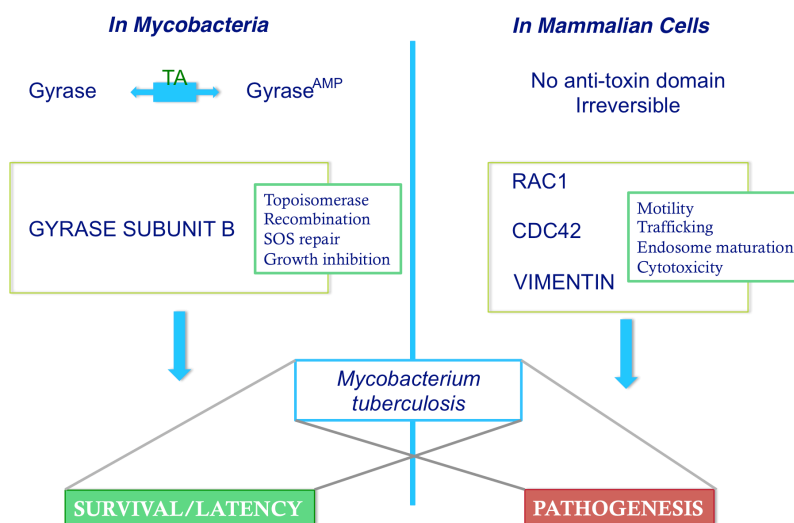 In Mycobacteria
TA
Gyrase
Gyrase^AMP
GYRASE SUBUNIT B
Topoisomerase
Recombination
SOS repair
Growth inhibition
In Mammalian Cells
No anti-toxin domain
Irreversible
RAC1
CDC42
VIMENTIN
Motility
Trafficking
Endosome maturation
Cytotoxicity
Mycobacterium
tuberculosis
SURVIVAL/LATENCY
PATHOGENESIS